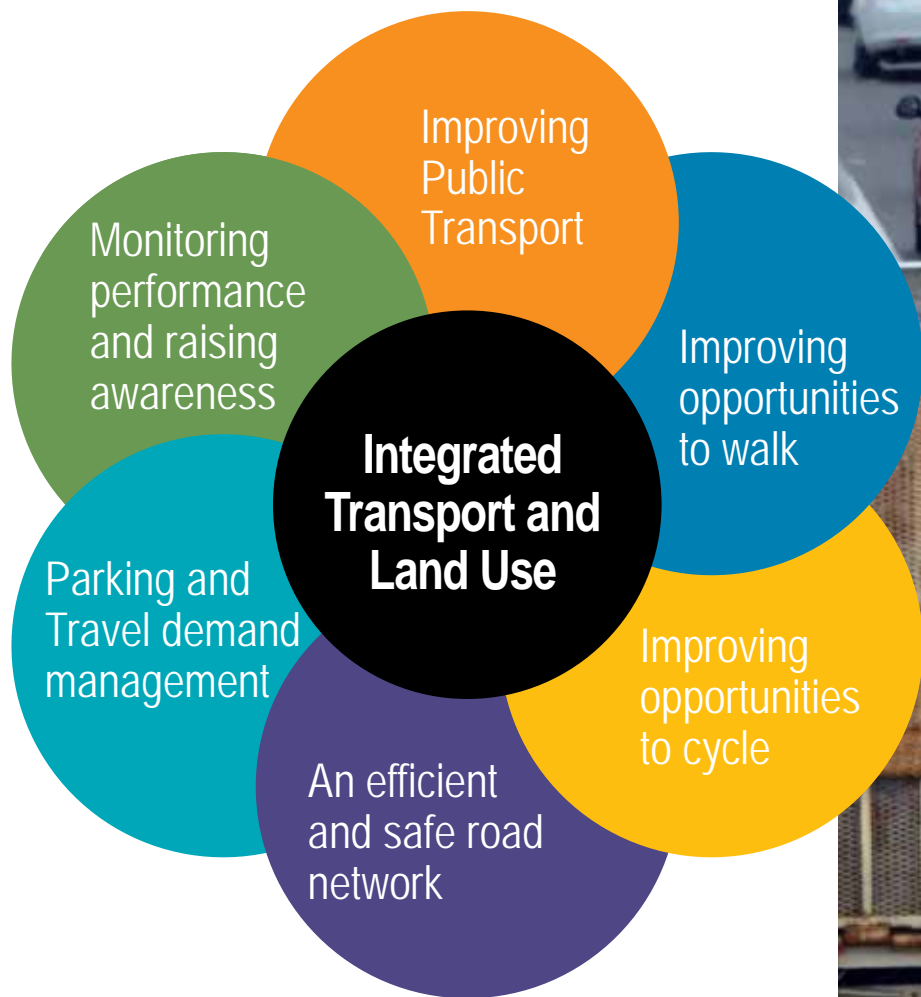 Improving
Public
Transport
Monitoring
performance
and raising
awareness
Improving
opportunities
to walk
Integrated
Transport and
Land Use
Parking and
Travel demand
management
Improving
opportunities
to cycle
An efficient
and safe road
network